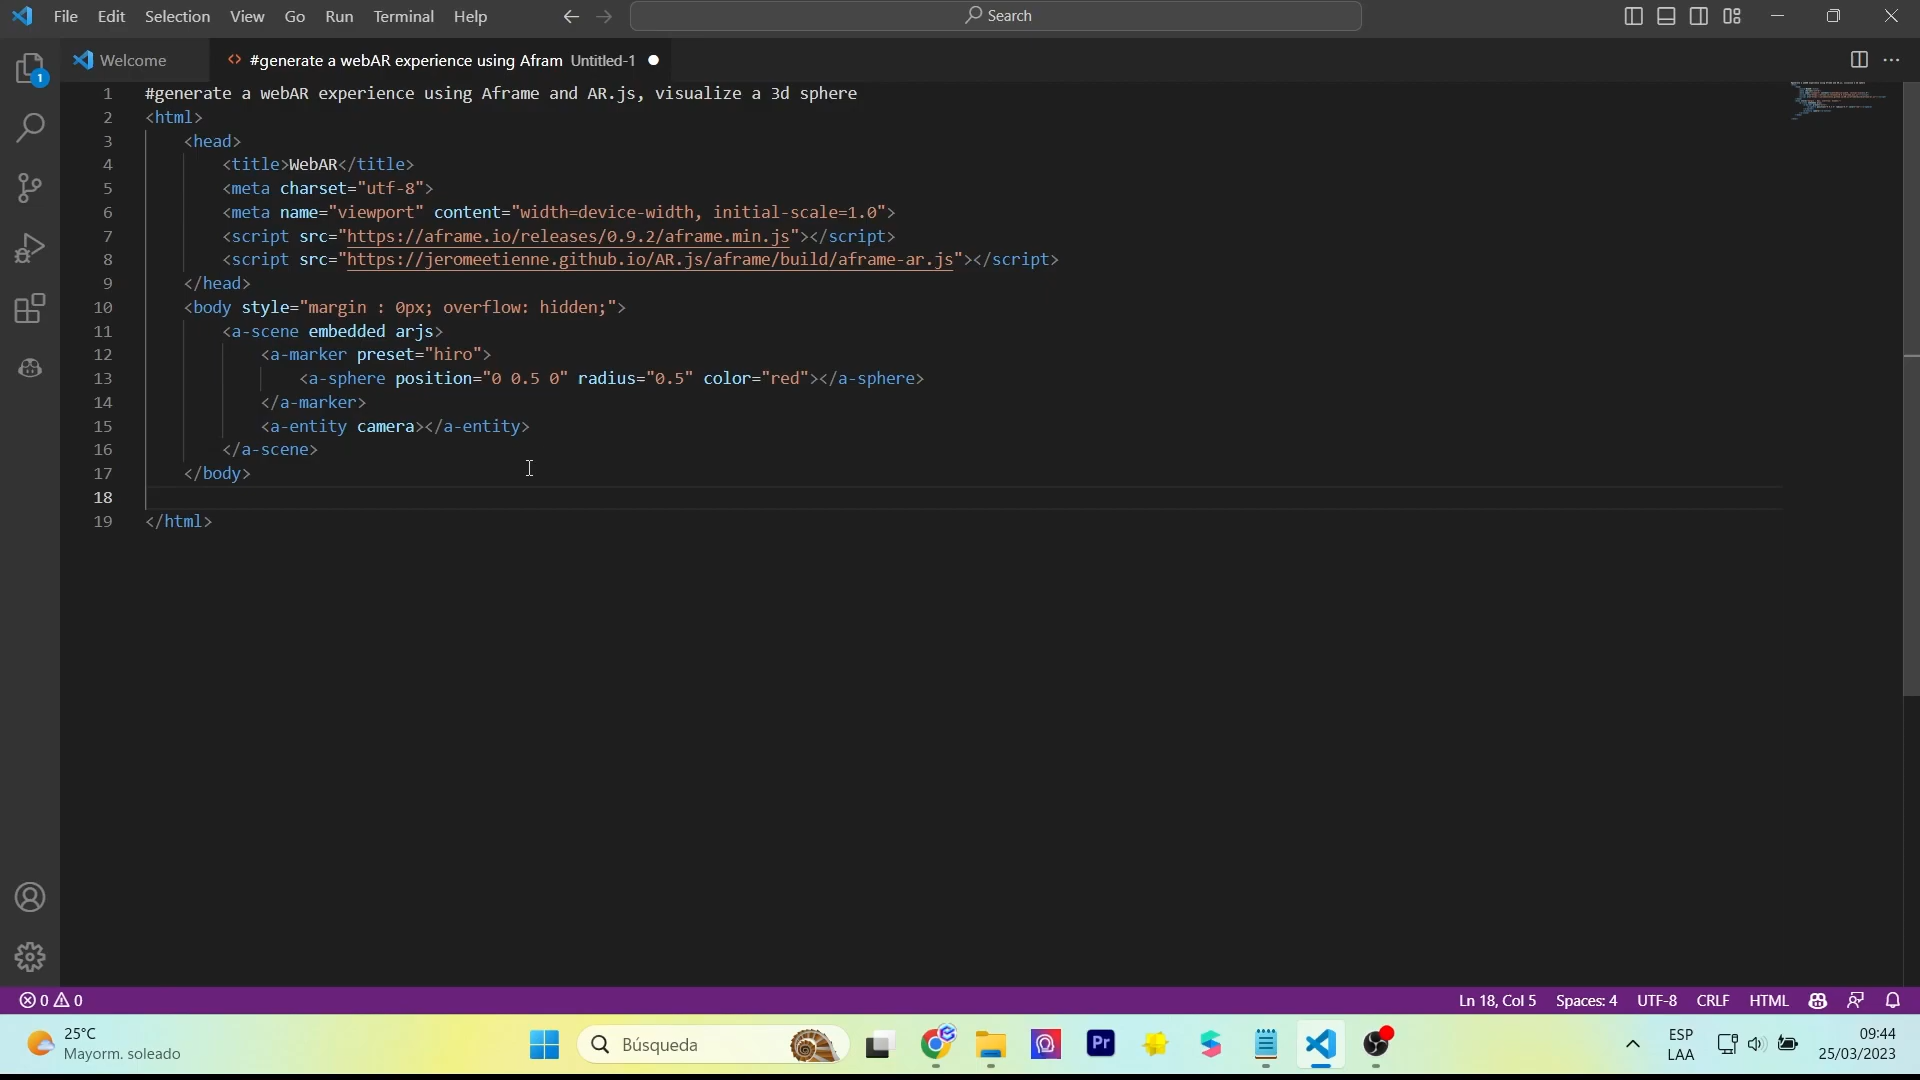 File Edit Selection View Go Run Terminal Help
Search
Welcome
#generate a webAR experience using Afram Untitled-1
1 #generate a webAR experience using Aframe and AR.js, visualize a 3d sphere
2 <html>
3 <head>
4 <title>WebAR</title>
5 <meta charset="utf-8">
6 <meta name="viewport" content="width=device-width, initial-scale=1.0">
7 <script src="https://aframe.io/releases/0.9.2/aframe.min.js"></script>
8 <script src="https://jeromeetienne.github.io/AR.js/aframe/build/aframe-ar.js"></script>
9 </head>
10 <body style="margin : 0px; overflow: hidden;">
11 <a-scene embedded arjs>
12 <a-marker preset="hiro">
13 <a-sphere position="0 0.5 0" radius="0.5" color="red"></a-sphere>
14 </a-marker>
15 <a-entity camera></a-entity>
16 </a-scene>
17 </body>
18
19 </html>
1
0 0
Ln 18, Col 5 Spaces: 4 UTF-8 CRLF HTML
25°C
Mayorm. soleado
Búsqueda
Pr
ESP
LAA
09:44
25/03/2023